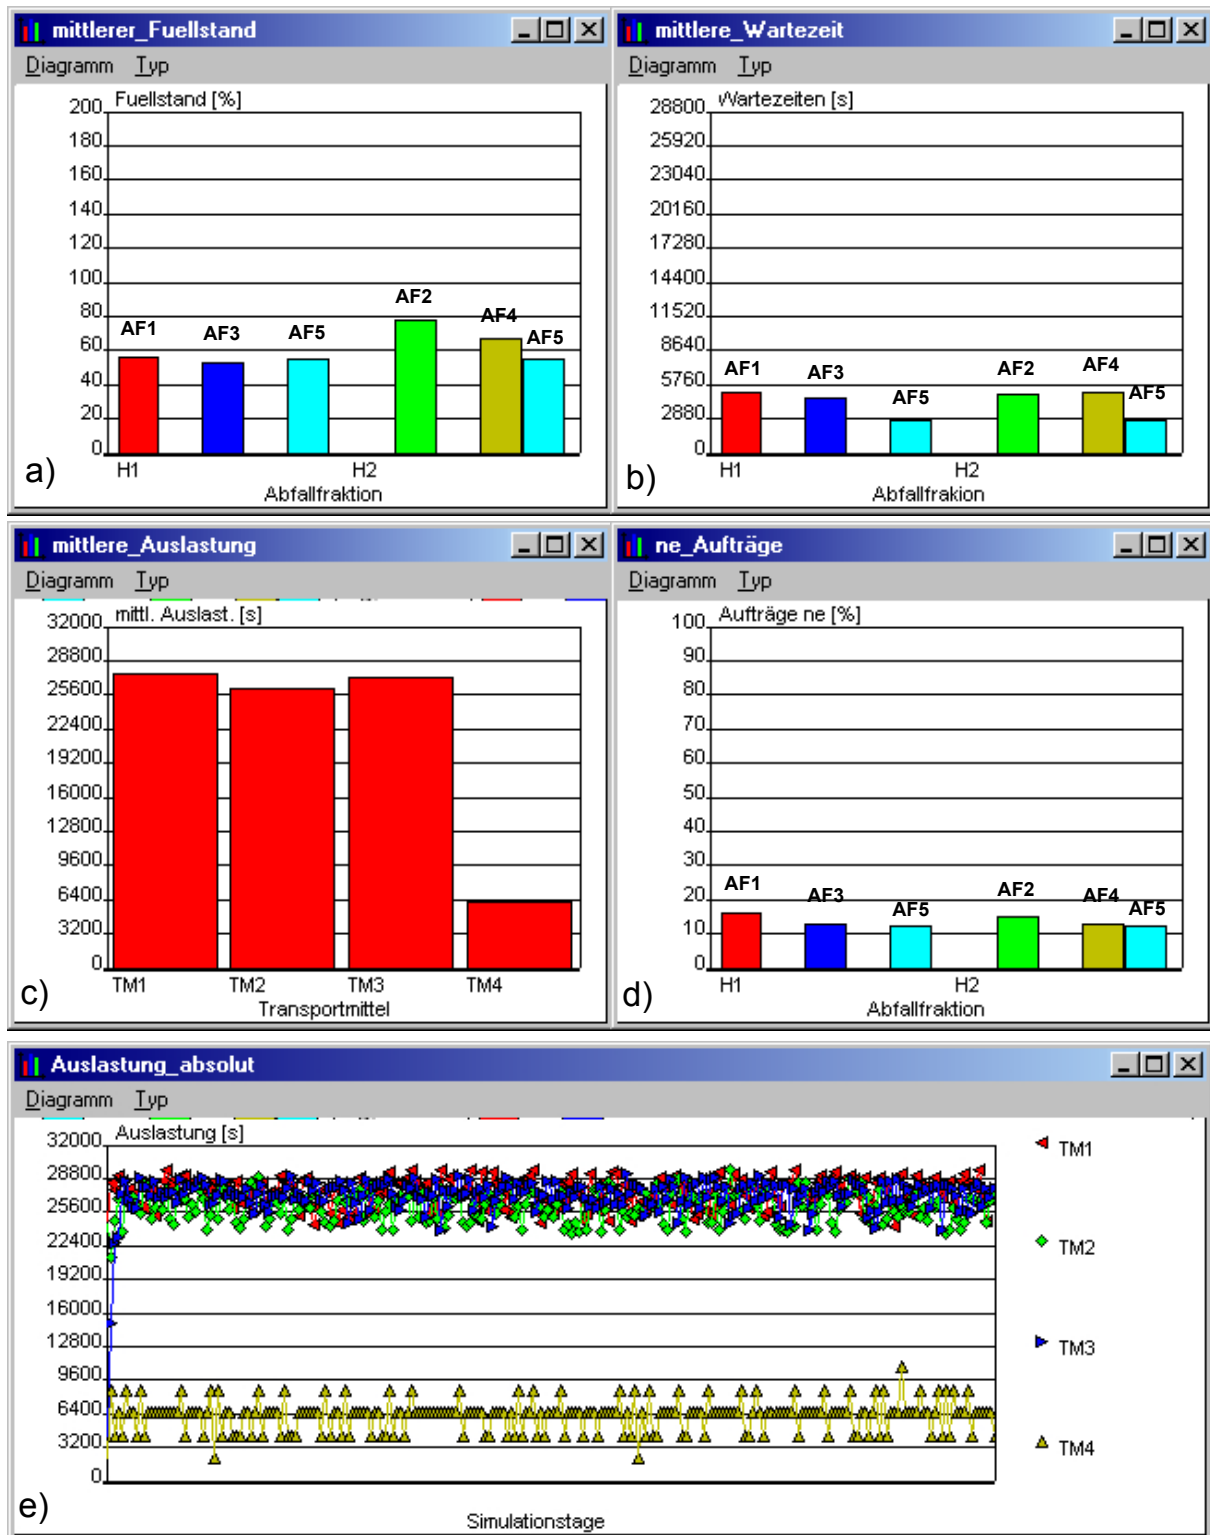 mittlerer_Fuellstand
Diagramm Typ
Fuellstand [%]
200
180
160
140
120
100
80
60
40
20
0
AF1
AF3
AF5
AF2
AF4
AF5
H1
H2
Abfallfraktion
a)
mittlere_Wartezeit
Diagramm Typ
Wartezeiten [s]
28800
25920
23040
20160
17280
14400
11520
8640
5760
2880
0
AF1
AF3
AF5
AF2
AF4
AF5
H1
H2
Abfallfrakion
b)
mittlere_Auslastung
Diagramm Typ
mittl. Auslast. [s]
32000
28800
25600
22400
19200
16000
12800
9600
6400
3200
0
TM1
TM2
TM3
TM4
Transportmittel
c)
ne_Aufträge
Diagramm Typ
Aufträge ne [%]
100
90
80
70
60
50
40
30
20
10
0
AF1
AF3
AF5
AF2
AF4
AF5
H1
H2
Abfallfraktion
d)
Auslastung_absolut
Diagramm Typ
Auslastung [s]
32000
28800
25600
22400
19200
16000
12800
9600
6400
3200
0
TM1
TM2
TM3
TM4
Simulationstage
e)